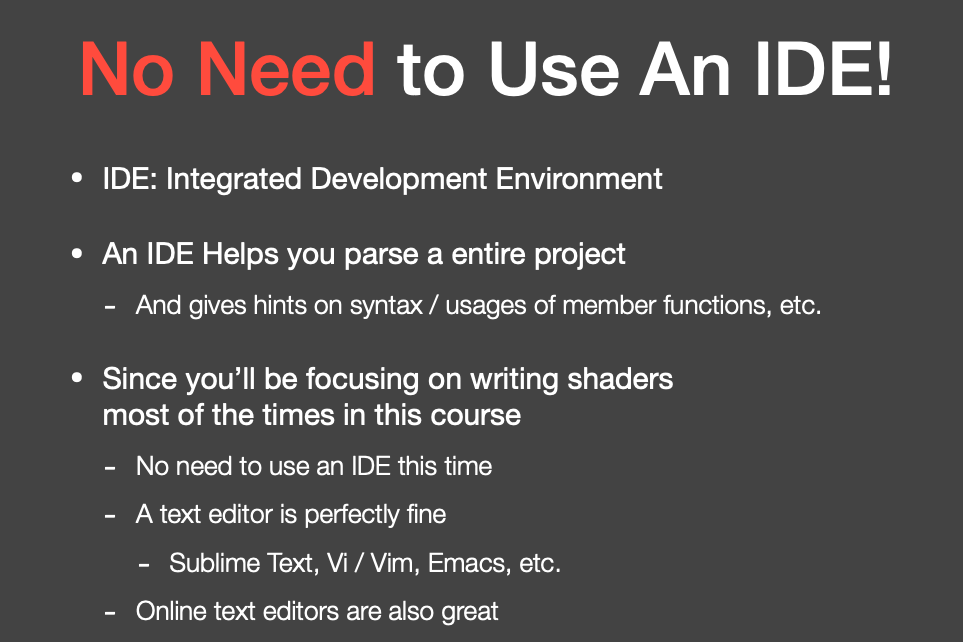 No Need to Use An IDE!
• IDE: Integrated Development Environment
• An IDE Helps you parse a entire project
- And gives hints on syntax / usages of member functions, etc.
• Since you’ll be focusing on writing shaders
most of the times in this course
- No need to use an IDE this time
- A text editor is perfectly fine
- Sublime Text, Vi / Vim, Emacs, etc.
- Online text editors are also great